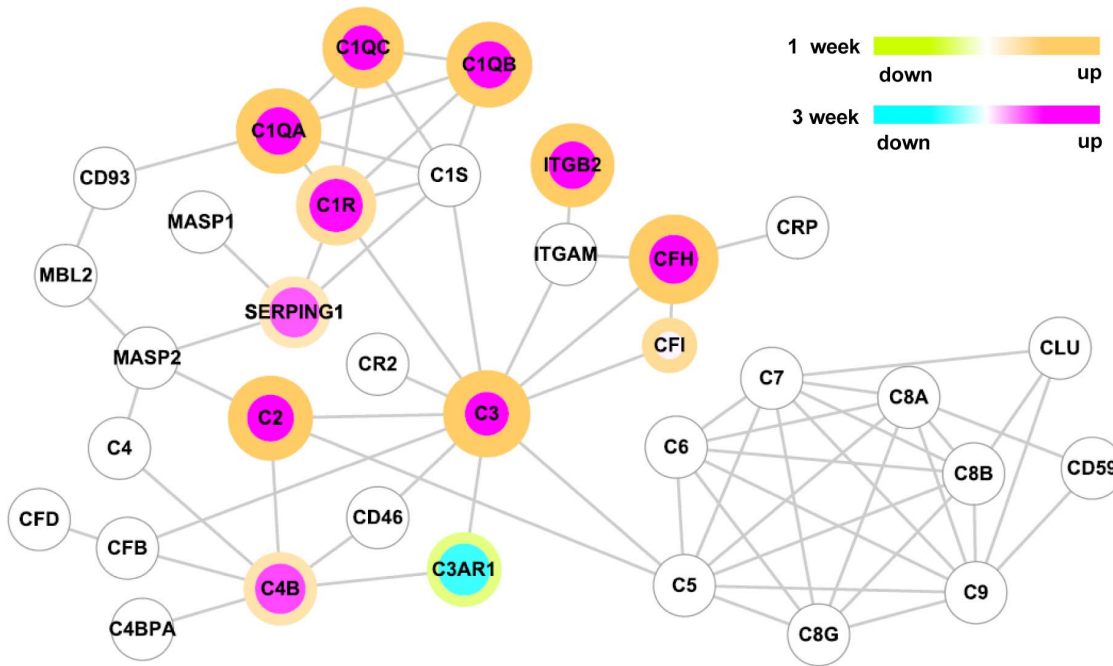 C1QC
C1QB
1 week
down up
3 week
down up
C1QA
ITGB2
CD93
C1S
C1R
MASP1
CRP
ITGAM
CFH
MBL2
SERPING1
CFI
MASP2
CR2
CLU
C7
C8A
C2
C3
C4
C6
C8B
CD59
CFD
CFB
CD46
C3AR1
C4B
C5
C9
C4BPA
C8G